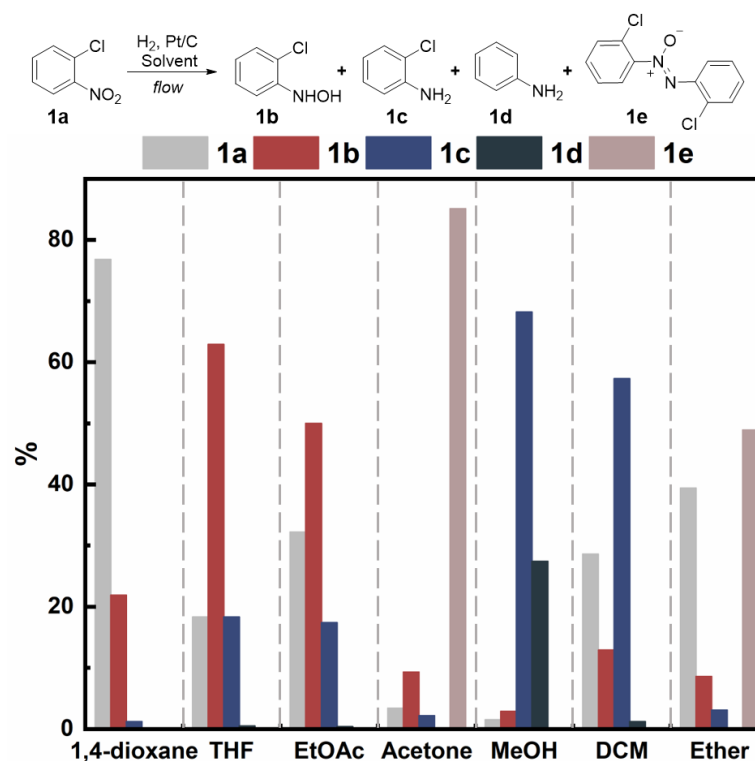 Cl
NO₂
1a
H₂, Pt/C
Solvent
flow
Cl
NHOH
1b
+
Cl
NH₂
1c
+
NH₂
1d
+
Cl
O⁻
N⁺
N
Cl
1e
1a 1b 1c 1d 1e
%
80
60
40
20
0
1,4-dioxane THF EtOAc Acetone MeOH DCM Ether